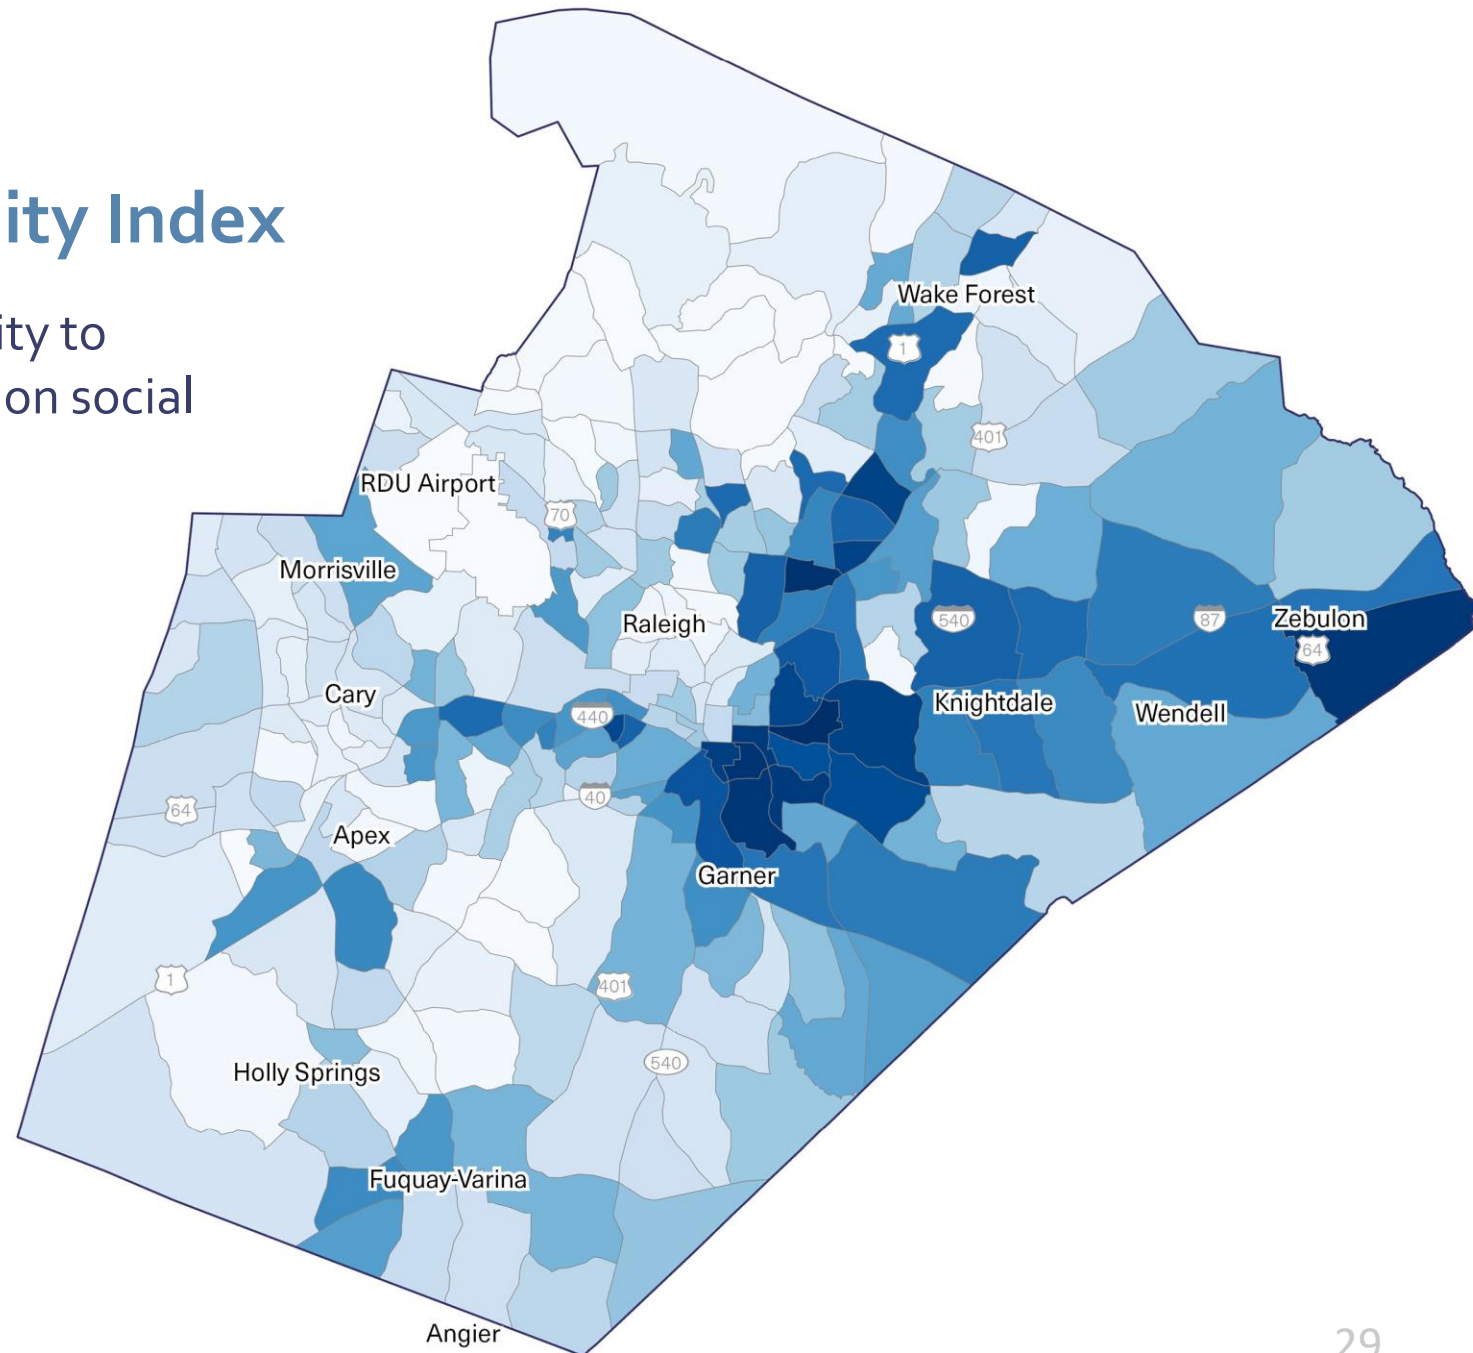 ity Index
ity to
on social
Wake Forest
1
401
RDU Airport
70
Morrisville
Raleigh
540
87
Zebulon
64
Cary
440
Knightdale
Wendell
64
40
Apex
Garner
1
401
540
Holly Springs
Fuquay-Varina
Angier
29